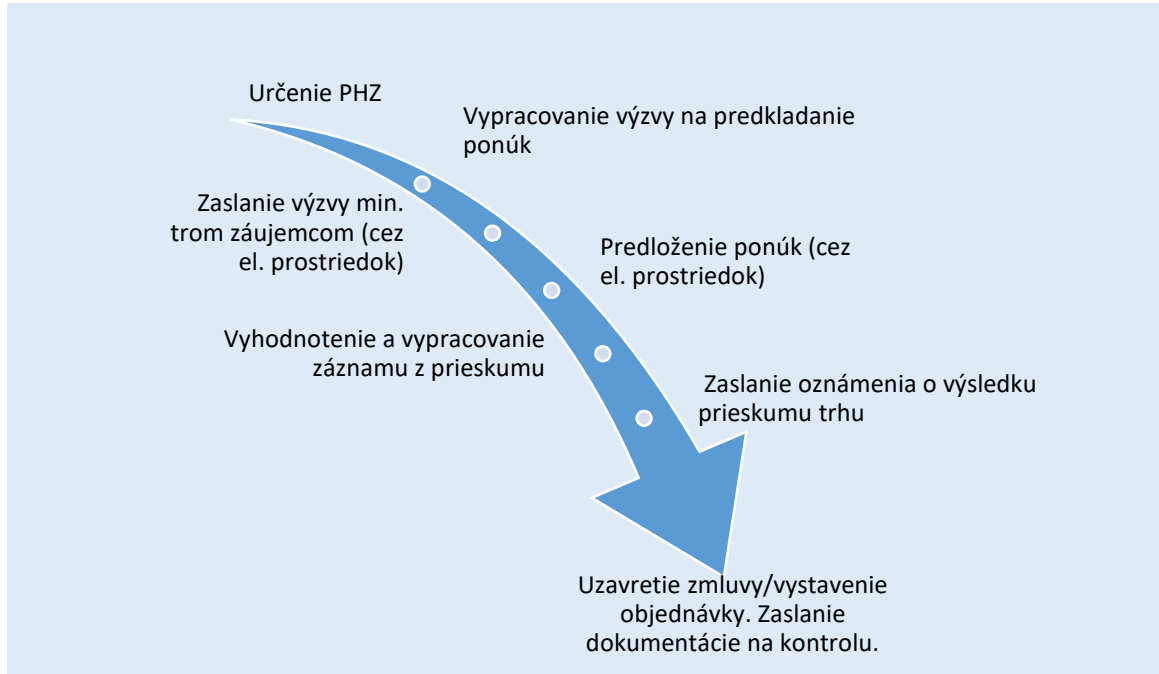 Určenie PHZ
Vypracovanie výzvy na predkladanie
ponúk
Zaslanie výzvy min.
trom záujemcom (cez
el. prostriedok)
Predloženie ponúk (cez
el. prostriedok)
Vyhodnotenie a vypracovanie
záznamu z prieskumu
Zaslanie oznámenia o výsledku
prieskumu trhu
Uzavretie zmluvy/vystavenie
objednávky. Zaslanie
dokumentácie na kontrolu.